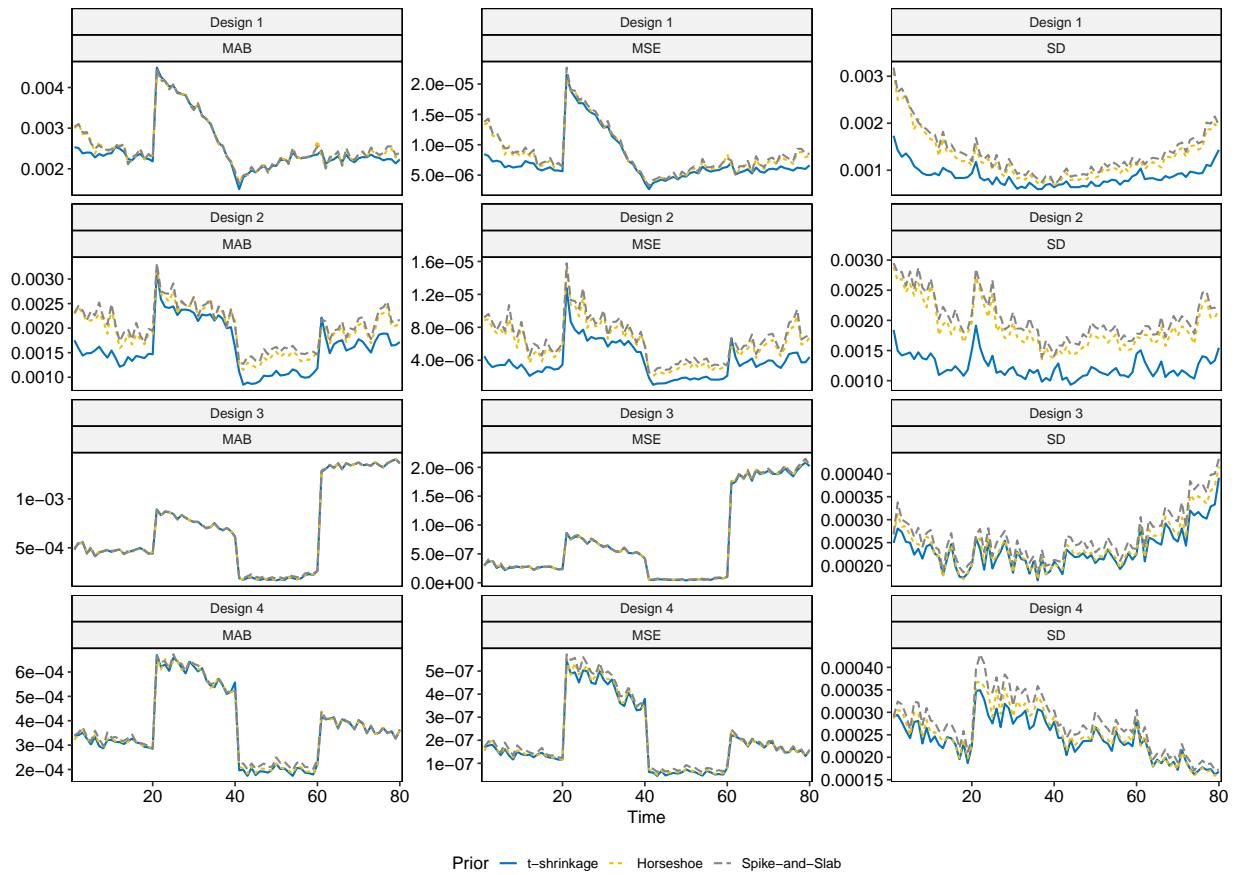 Design 1 Design 1 Design 1
MAB MSE SD
0.004
0.003
0.002
2.0e−05
1.5e−05
1.0e−05
5.0e−06
0.003
0.002
0.001
Design 2 Design 2 Design 2
MAB MSE SD
0.0030
0.0025
0.0020
0.0015
0.0010
1.6e−05
1.2e−05
8.0e−06
4.0e−06
0.0030
0.0025
0.0020
0.0015
0.0010
Design 3 Design 3 Design 3
MAB MSE SD
1e−03
5e−04
2.0e−06
1.5e−06
1.0e−06
5.0e−07
0.0e+00
0.00040
0.00035
0.00030
0.00025
0.00020
Design 4 Design 4 Design 4
MAB MSE SD
6e−04
5e−04
4e−04
3e−04
2e−04
5e−07
4e−07
3e−07
2e−07
1e−07
0.00040
0.00035
0.00030
0.00025
0.00020
0.00015
20 40 60 80 20 40 60 80 20 40 60 80
Time
Prior t−shrinkage Horseshoe Spike−and−Slab